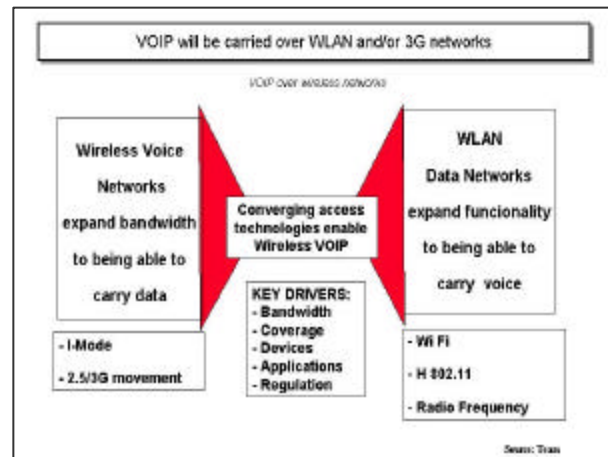 VOIP will be carried over WLAN and/or 3G networks
VOIP over wireless networks
Wireless Voice
Networks
expand bandwidth
to being able to
carry data
Converging access
technologies enable
Wireless VOIP
WLAN
Data Networks
expand funcionality
to being able to
carry voice
- I-Mode
- 2.5/3G movement
KEY DRIVERS:
- Bandwidth
- Coverage
- Devices
- Applications
- Regulation
- Wi Fi
- H 802.11
- Radio Frequency
Source: Team